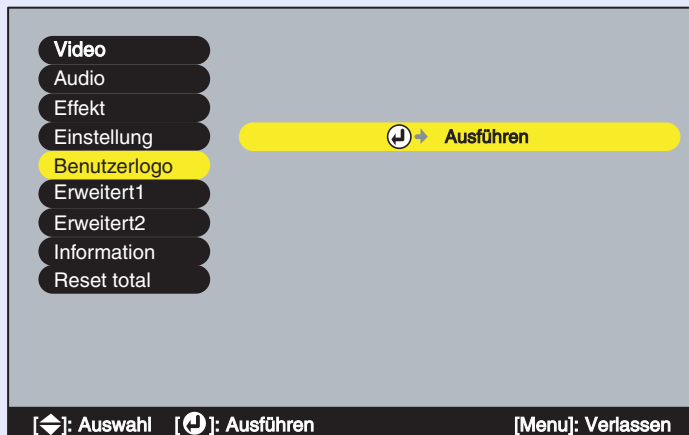 Video
Audio
Effekt
Einstellung
Ausführen
Benutzerlogo
Erweitert1
Erweitert2
Information
Reset total
[]: Auswahl []: Ausführen [Menu]: Verlassen